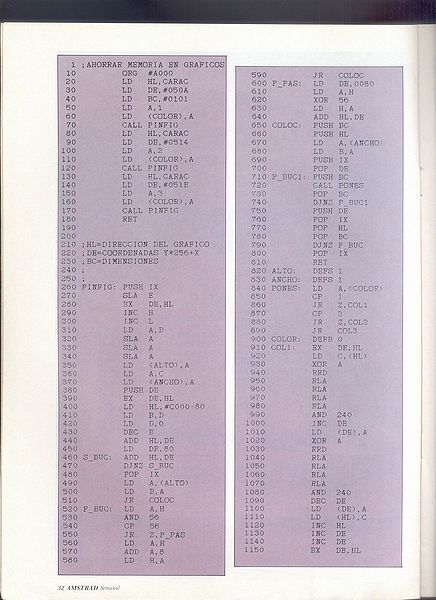 1 ;AHORRAR MEMORIA EN GRAFICOS
10 ORG #A000
20 LD HL,CARAC
30 LD DE,#050A
40 LD BC,#0101
50 LD A,1
60 LD (COLOR),A
70 CALL PINFIG
80 LD HL,CARAC
90 LD DE,#0514
100 LD A,2
110 LD (COLOR),A
120 CALL PINFIG
130 LD HL,CARAC
140 LD DE,#051E
150 LD A,3
160 LD (COLOR),A
170 CALL PINFIG
180 RET
190
200
210 ;HL=DIRECCION DEL GRAFICO
220 ;DE=COORDENADAS Y*256+X
230 ;BC=DIMENSIONES
240 ;
250 ;
260 PINFIG: PUSH IX
270 SLA E
280 EX DE,HL
290 INC H
300 INC L
310 LD A,B
320 SLA A
330 SLA A
340 SLA A
350 LD (ALTO),A
360 LD A,C
370 LD (ANCHO),A
380 PUSH DE
390 EX DE,HL
400 LD HL,#C000-80
410 LD B,D
420 LD D,0
430 DEC E
440 ADD HL,DE
450 LD DE,80
460 S_BUC: ADD HL,DE
470 DJNZ S_BUC
480 POP IX
490 LD A,(ALTO)
500 LD B,A
510 JR COLOC
520 P_BUC: LD A,H
530 AND 56
540 CP 56
550 JR Z,P_PAS
560 LD A,H
570 ADD A,8
580 LD H,A
590 JR COLOC
600 P_PAS: LD DE,0080
610 LD A,H
620 XOR 56
630 LD H,A
640 ADD HL,DE
650 COLOC: PUSH BC
660 PUSH HL
670 LD A,(ANCHO)
680 LD B,A
690 PUSH IX
700 POP DE
710 P_BUC1: PUSH BC
720 CALL PONES
730 POP BC
740 DJNZ P_BUC1
750 PUSH DE
760 POP IX
770 POP HL
780 POP BC
790 DJNZ P_BUC
800 POP IX
810 RET
820 ALTO: DEFS 1
830 ANCHO: DEFS 1
840 PONES: LD A,(COLOR)
850 CP 1
860 JR Z,COL1
870 CP 3
880 JR Z,COL3
890 JR COL2
900 COLOR: DEFB 0
910 COL1: EX DE,HL
920 LD C,(HL)
930 XOR A
940 RRD
950 RLA
960 RLA
970 RLA
980 RLA
990 AND 240
1000 INC DE
1010 LD (DE),A
1020 XOR A
1030 RRD
1040 RLA
1050 RLA
1060 RLA
1070 RLA
1080 AND 240
1090 DEC DE
1100 LD (DE),A
1110 LD (HL),C
1120 INC HL
1130 INC DE
1140 INC DE
1150 EX DE,HL
32 AMSTRAD Semanal